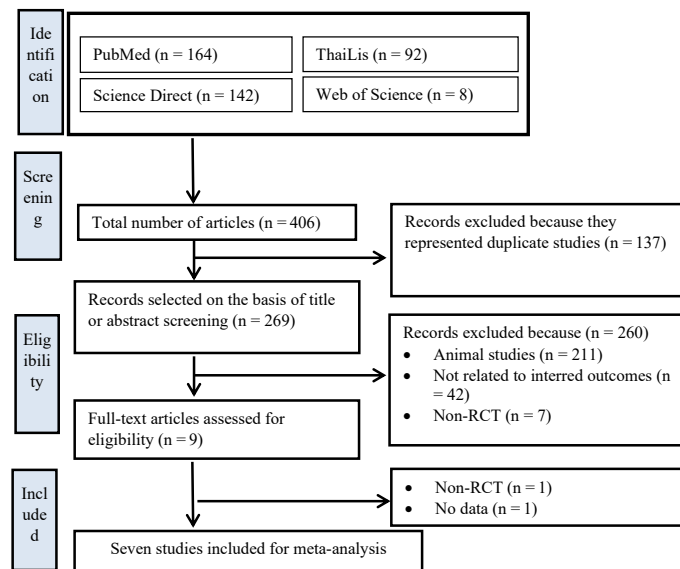 Ide
ntifi
cati
on
PubMed (n = 164)
ThaiLis (n = 92)
Science Direct (n = 142)
Web of Science (n = 8)
Scre
enin
g
Total number of articles (n = 406)
Records excluded because they
represented duplicate studies (n = 137)
Records selected on the basis of title
or abstract screening (n = 269)
Elig
ibili
ty
Records excluded because (n = 260)
• Animal studies (n = 211)
• Not related to interred outcomes (n
= 42)
• Non-RCT (n = 7)
Full-text articles assessed for
eligibility (n = 9)
Incl
ude
d
• Non-RCT (n = 1)
• No data (n = 1)
Seven studies included for meta-analysis